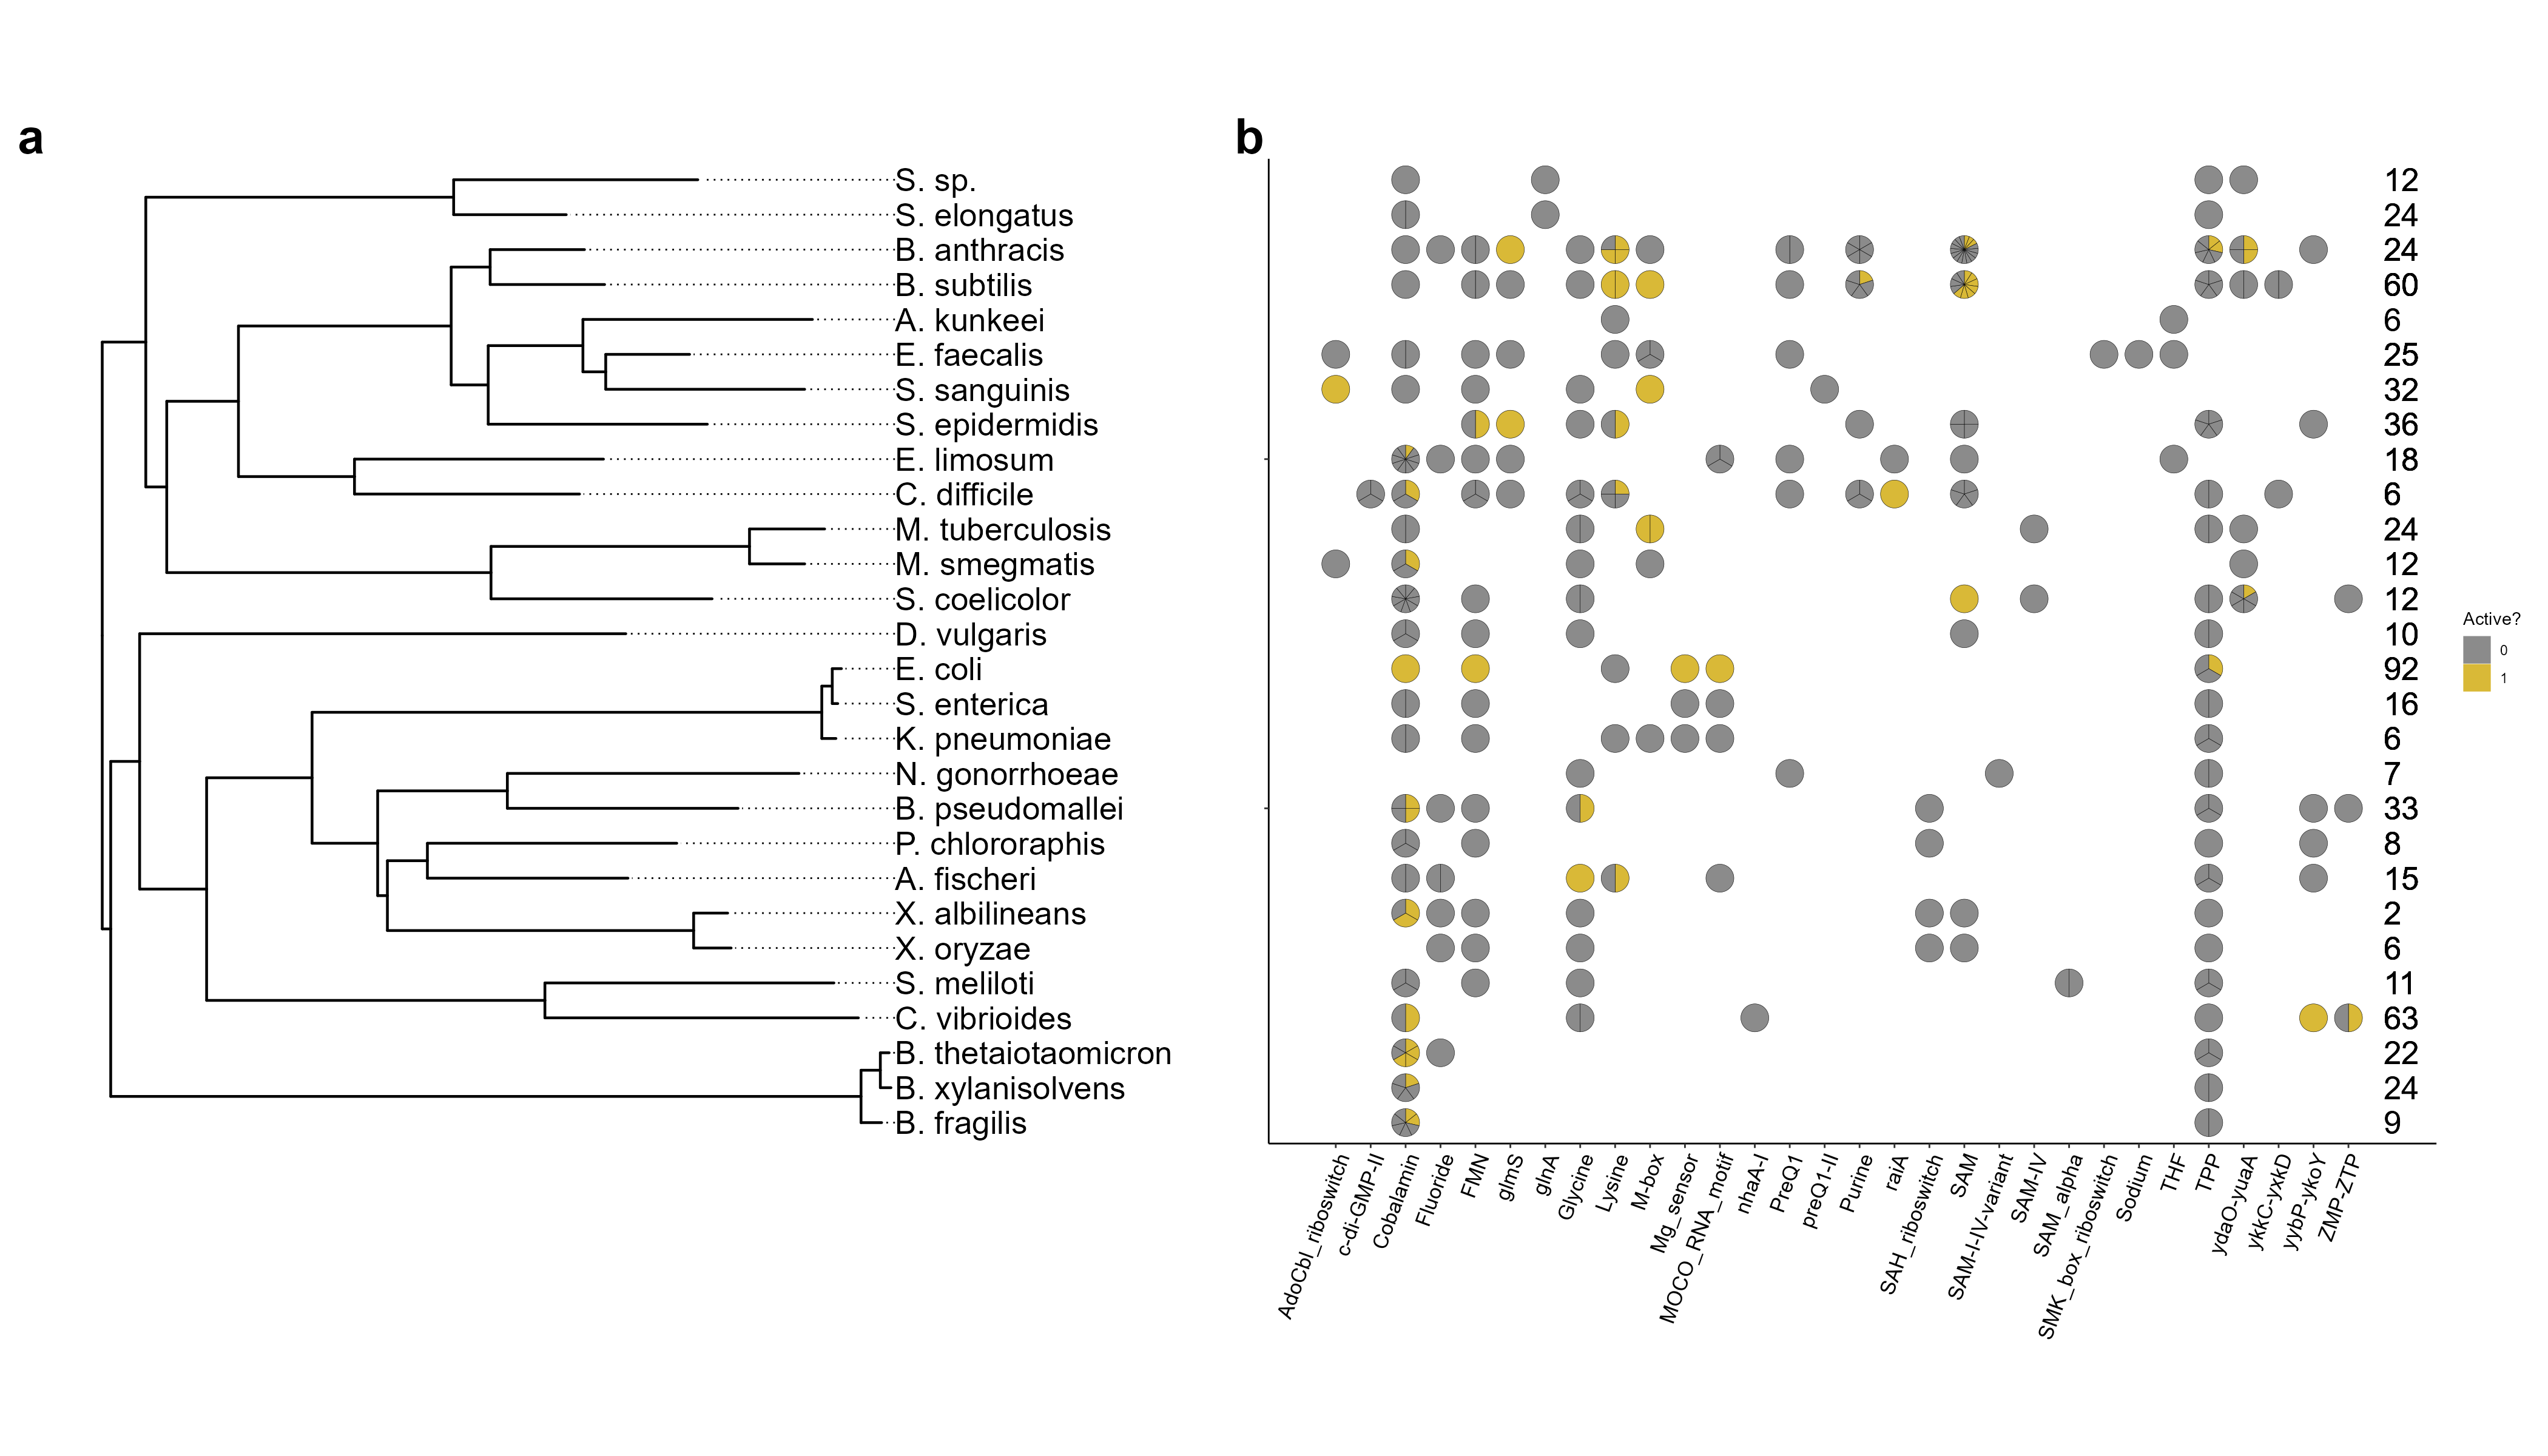 a
b
S. sp. 12
S. elongatus 24
B. anthracis 24
B. subtilis 60
A. kunkeei 6
E. faecalis 25
S. sanguinis 32
S. epidermidis 36
E. limosum 18
C. difficile 6
M. tuberculosis 24
M. smegmatis 12
S. coelicolor 12
D. vulgaris 10
E. coli 92
S. enterica 16
K. pneumoniae 6
N. gonorrhoeae 7
B. pseudomallei 33
P. chlororaphis 8
A. fischeri 15
X. albilineans 2
X. oryzae 6
S. meliloti 11
C. vibrioides 63
B. thetaiotaomicron 22
B. xylanisolvens 24
B. fragilis 9
Active?
0
1
AdoCbl_riboswitch
c-di-GMP-II
Cobalamin
Fluoride
FMN
glmS
glnA
Glycine
Lysine
M-box
Mg_sensor
MOCO_RNA_motif
nhaA-I
PreQ1
preQ1-II
Purine
raiA
SAH_riboswitch
SAM
SAM-I-IV-variant
SAM-IV
SAM_alpha
SMK_box_riboswitch
Sodium
THF
TPP
ydaO-yuaA
ykkC-yxkD
yybP-ykoY
ZMP-ZTP